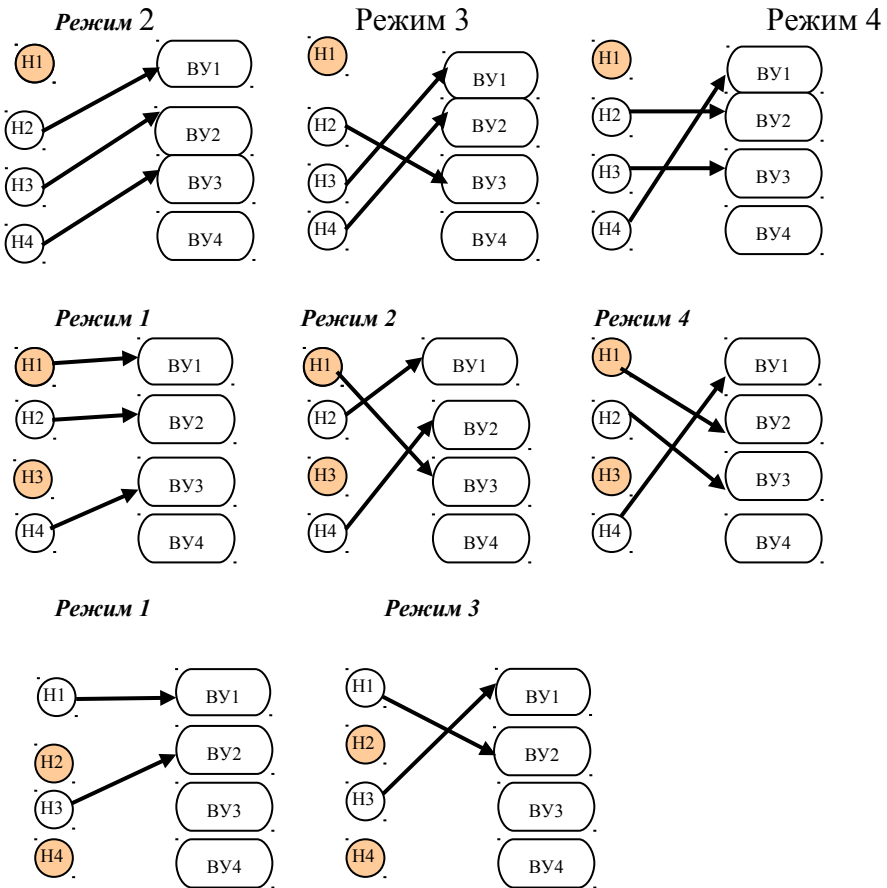 Режим 2 Режим 3 Режим 4
Н1 ВУ1 Н1 ВУ1 Н1 ВУ1
Н2 ВУ2 Н2 ВУ2 Н2 ВУ2
Н3 ВУ3 Н3 ВУ3 Н3 ВУ3
Н4 ВУ4 Н4 ВУ4 Н4 ВУ4
Режим 1 Режим 2 Режим 4
Н1 ВУ1 Н1 ВУ1 Н1 ВУ1
Н2 ВУ2 Н2 ВУ2 Н2 ВУ2
Н3 ВУ3 Н3 ВУ3 Н3 ВУ3
Н4 ВУ4 Н4 ВУ4 Н4 ВУ4
Режим 1 Режим 3
Н1 ВУ1 Н1 ВУ1
Н2 ВУ2 Н2 ВУ2
Н3 ВУ3 Н3 ВУ3
Н4 ВУ4 Н4 ВУ4